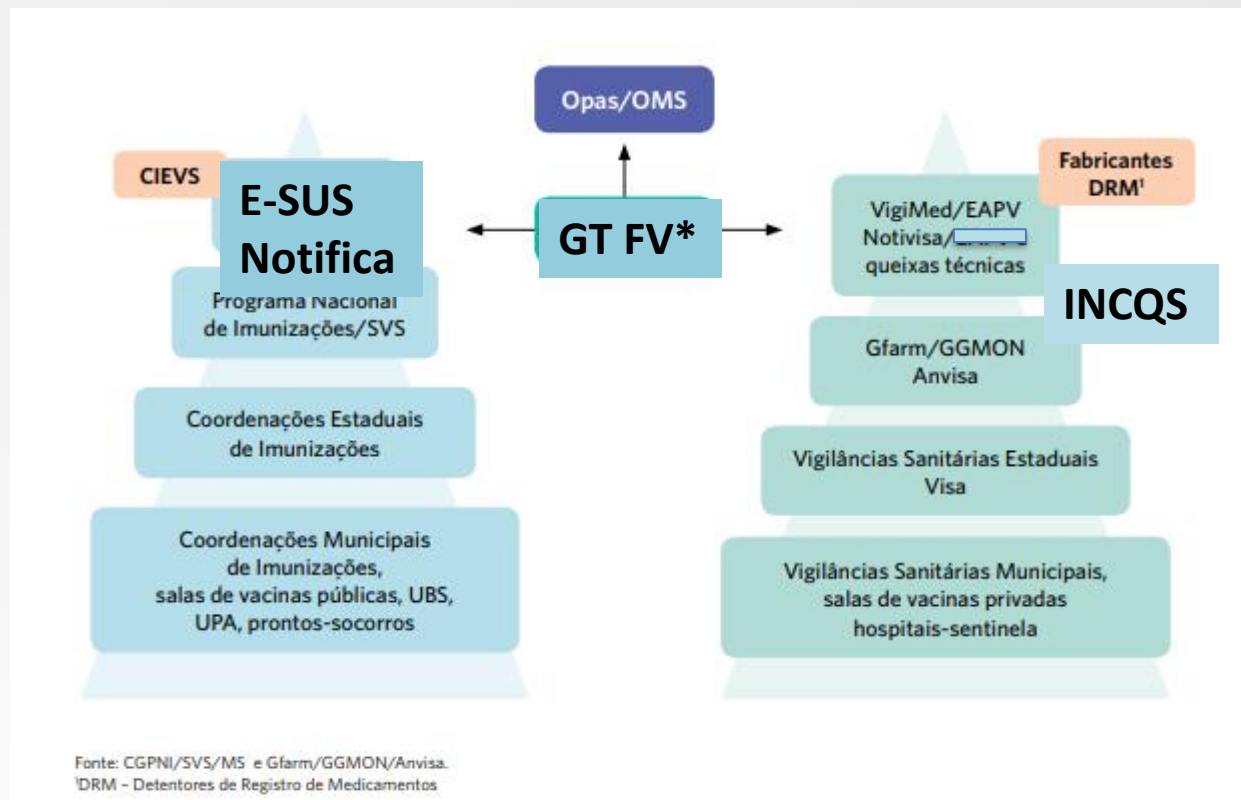 Opas/OMS
CIEVS
E-SUS
Notifica
Programa Nacional
de Imunizações/SVS
Coordenações Estaduais
de Imunizações
Coordenações Municipais
de Imunizações,
salas de vacinas públicas, UBS,
UPA, prontos-socorros
GT FV*
Fabricantes
DRM¹
VigiMed/EAPV
Notivisa/
queixas técnicas
INCQS
Gfarm/GGMON
Anvisa
Vigilâncias Sanitárias Estaduais
Visa
Vigilâncias Sanitárias Municipais,
salas de vacinas privadas
hospitais-sentinela
Fonte: CGPNI/SVS/MS e Gfarm/GGMON/Anvisa.
¹DRM – Detentores de Registro de Medicamentos